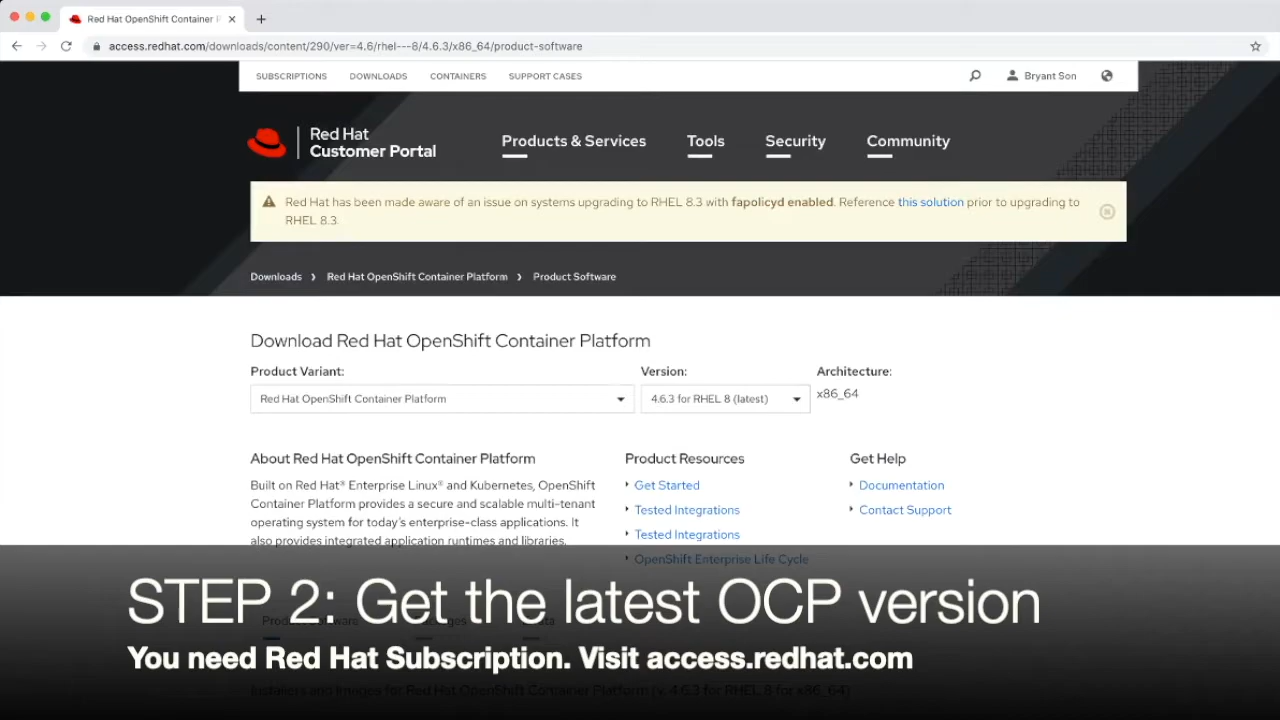 Red Hat OpenShift Container P
access.redhat.com/downloads/content/290/ver=4.6/rhel---8/4.6.3/x86_64/product-software
SUBSCRIPTIONS DOWNLOADS CONTAINERS SUPPORT CASES Bryant Son
Red Hat
Customer Portal
Products & Services Tools Security Community
Red Hat has been made aware of an issue on systems upgrading to RHEL 8.3 with fapolicyd enabled. Reference this solution prior to upgrading to
RHEL 8.3.
Downloads ❯ Red Hat OpenShift Container Platform ❯ Product Software
Download Red Hat OpenShift Container Platform
Product Variant: Version: Architecture:
Red Hat OpenShift Container Platform 4.6.3 for RHEL 8 (latest) x86_64
About Red Hat OpenShift Container Platform Product Resources Get Help
Built on Red Hat® Enterprise Linux® and Kubernetes, OpenShift Get Started Documentation
Container Platform provides a secure and scalable multi-tenant Tested Integrations Contact Support
operating system for today's enterprise-class applications. It Tested Integrations
also provides integrated application runtimes and libraries. OpenShift Enterprise Life Cycle
STEP 2: Get the latest OCP version
Product Software
You need Red Hat Subscription. Visit access.redhat.com
Installers and Images for Red Hat OpenShift Container Platform (v. 4.6.3 for RHEL 8 for x86_64)